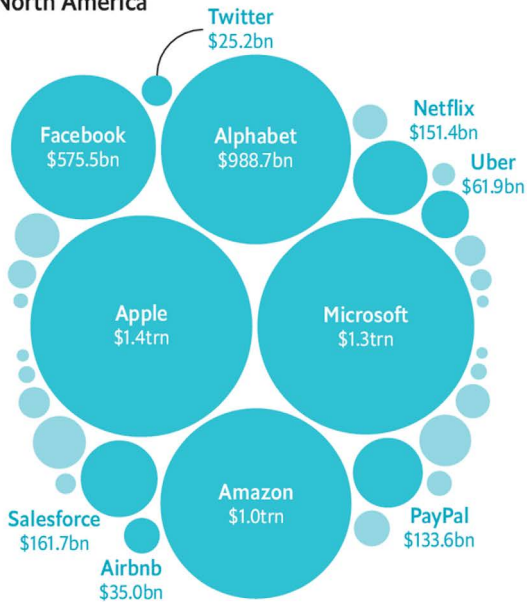 North America
Twitter
$25.2bn
Facebook
$575.5bn
Alphabet
$988.7bn
Netflix
$151.4bn
Uber
$61.9bn
Apple
$1.4trn
Microsoft
$1.3trn
Amazon
$1.0trn
Salesforce
$161.7bn
Airbnb
$35.0bn
PayPal
$133.6bn